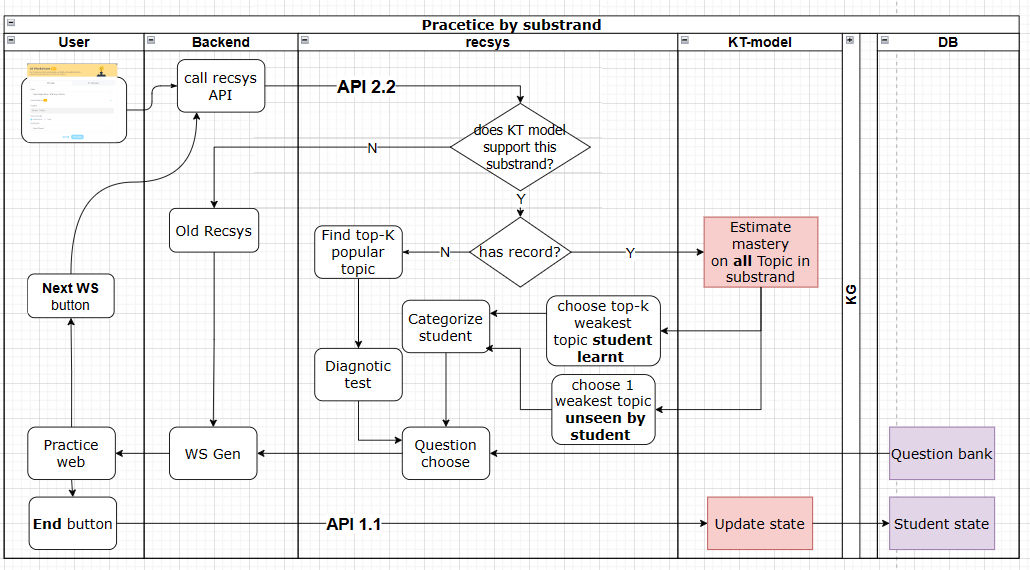 Pracetice by substrand
User
Backend
recsys
KT-model
DB
call recsys
API
API 2.2
does KT model
support this
substrand?
N
Y
Old Recsys
Find top-K
popular
topic
N
has record?
Y
Estimate
mastery
on all Topic in
substrand
KG
Next WS
button
Categorize
student
choose top-k
weakest
topic student
learnt
Diagnotic
test
choose 1
weakest topic
unseen by
student
Practice
web
WS Gen
Question
choose
Question bank
End button
API 1.1
Update state
Student state